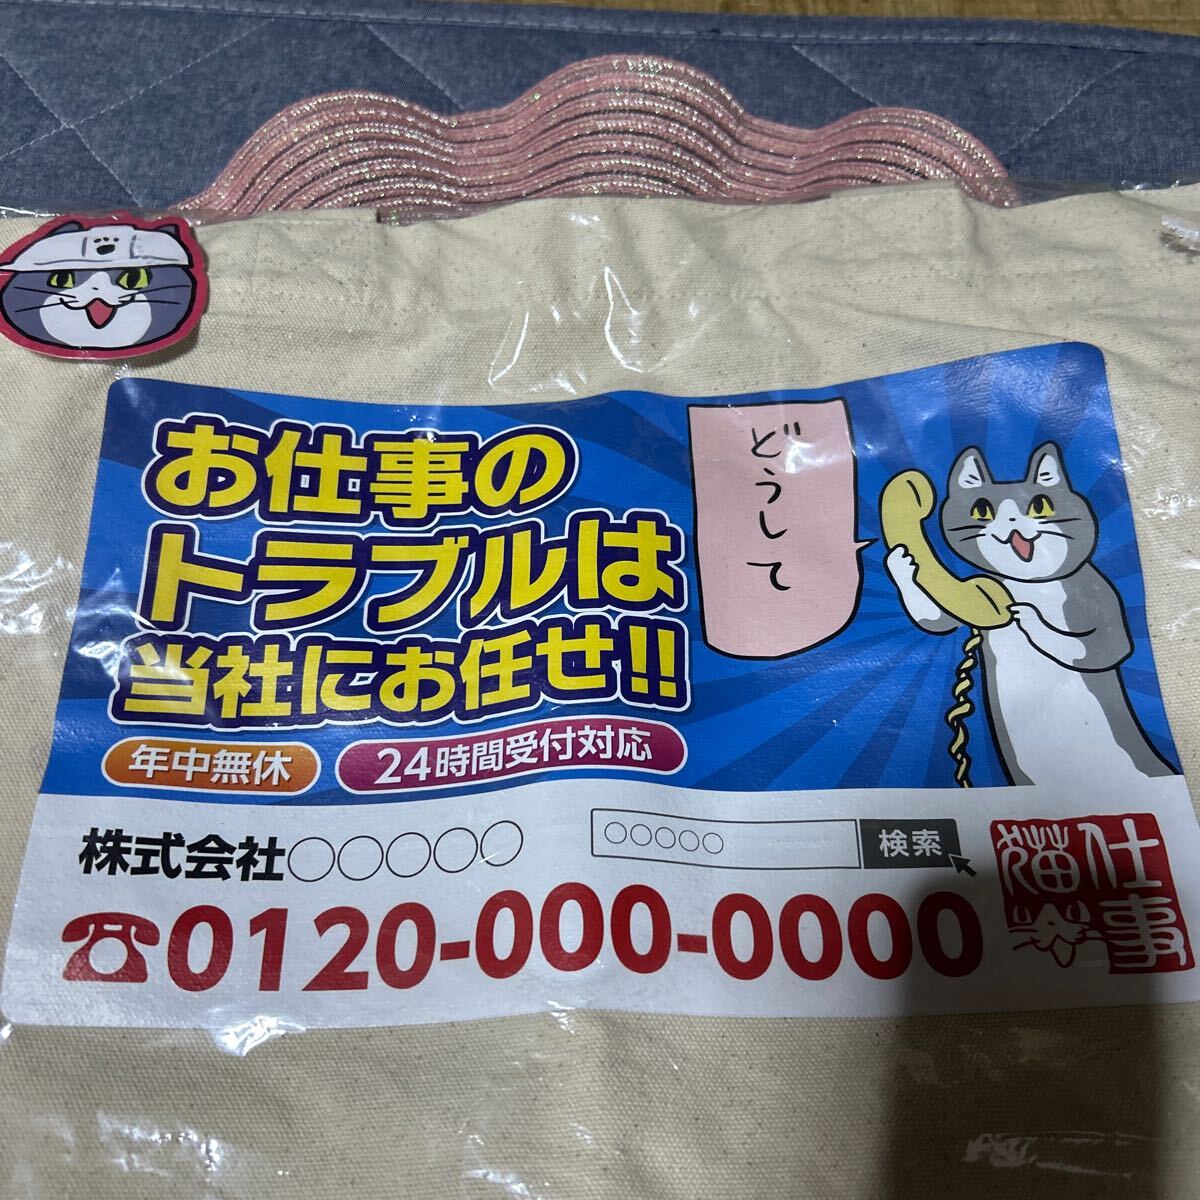 お仕事の
トラブルは
当社にお任せ!!
どうして
年中無休
24時間受付対応
株式会社○○○○○
○○○○○ 検索
☎0120-000-0000
仕事
猫